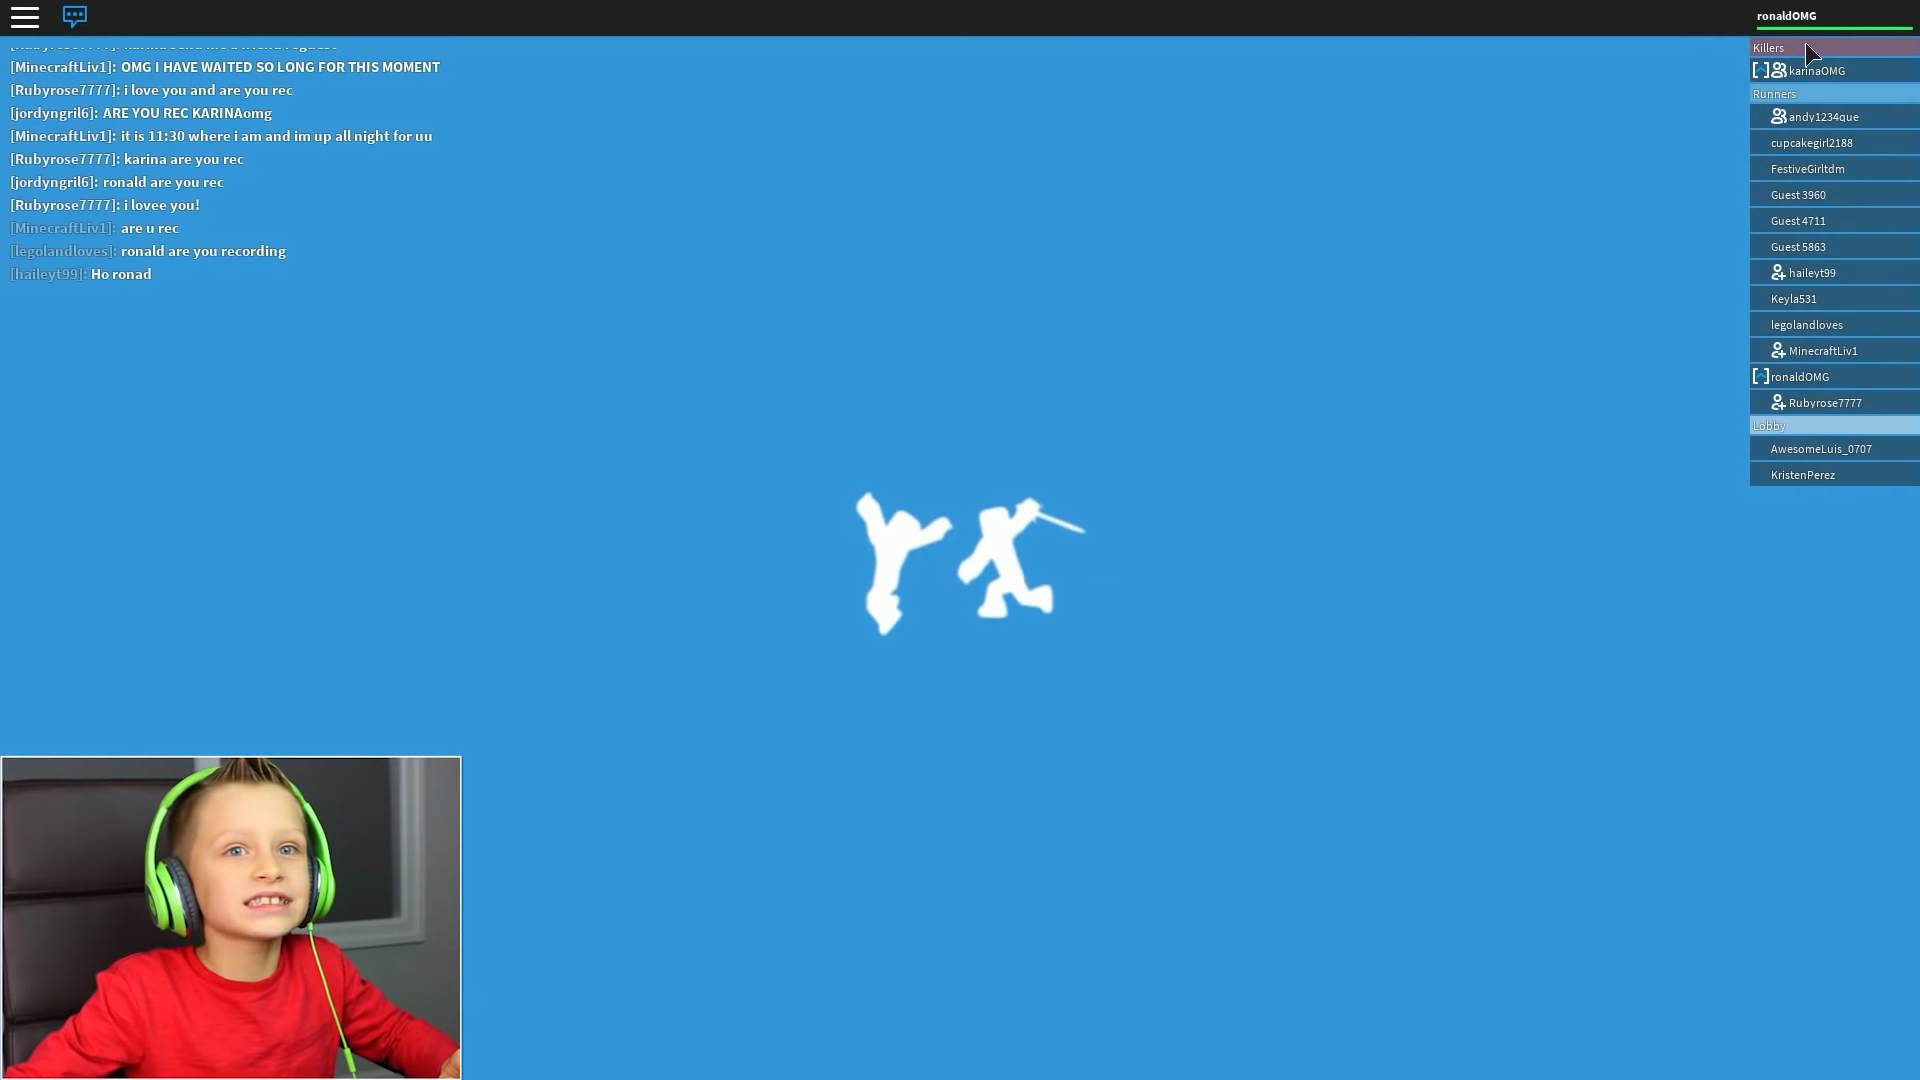 ronaldOMG
[MinecraftLiv1]: OMG I HAVE WAITED SO LONG FOR THIS MOMENT
[Rubyrose7777]: i love you and are you rec
[jordyngril6]: ARE YOU REC KARINAomg
[MinecraftLiv1]: it is 11:30 where i am and im up all night for uu
[Rubyrose7777]: karina are you rec
[jordyngril6]: ronald are you rec
[Rubyrose7777]: i lovee you!
[MinecraftLiv1]: are u rec
[legolandloves]: ronald are you recording
[haileyt99]: Ho ronad
Killers
karinaOMG
Runners
andy1234que
cupcakegirl2188
FestiveGirltdm
Guest 3960
Guest 4711
Guest 5863
haileyt99
Keyla531
legolandloves
MinecraftLiv1
ronaldOMG
Rubyrose7777
Lobby
AwesomeLuis_0707
KristenPerez